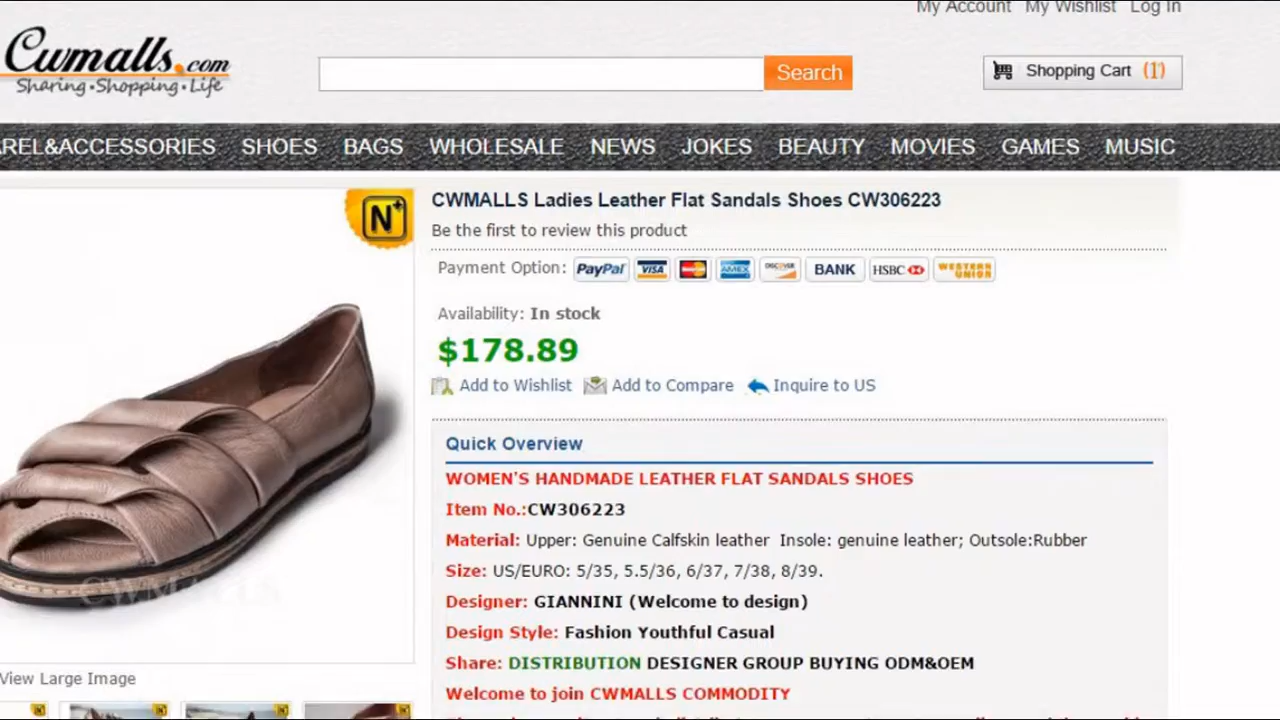 My Account My Wishlist Log In
Cwmalls.com
Sharing•Shopping•Life
Search
Shopping Cart (1)
REL&ACCESSORIES SHOES BAGS WHOLESALE NEWS JOKES BEAUTY MOVIES GAMES MUSIC
N+
CWMALLS Ladies Leather Flat Sandals Shoes CW306223
Be the first to review this product
Payment Option: PayPal VISA MasterCard AMEX DISCOVER BANK HSBC WESTERN UNION
Availability: In stock
$178.89
Add to Wishlist Add to Compare Inquire to US
Quick Overview
WOMEN'S HANDMADE LEATHER FLAT SANDALS SHOES
Item No.:CW306223
Material: Upper: Genuine Calfskin leather Insole: genuine leather; Outsole:Rubber
Size: US/EURO: 5/35, 5.5/36, 6/37, 7/38, 8/39.
Designer: GIANNINI (Welcome to design)
Design Style: Fashion Youthful Casual
Share: DISTRIBUTION DESIGNER GROUP BUYING ODM&OEM
Welcome to join CWMALLS COMMODITY
View Large Image